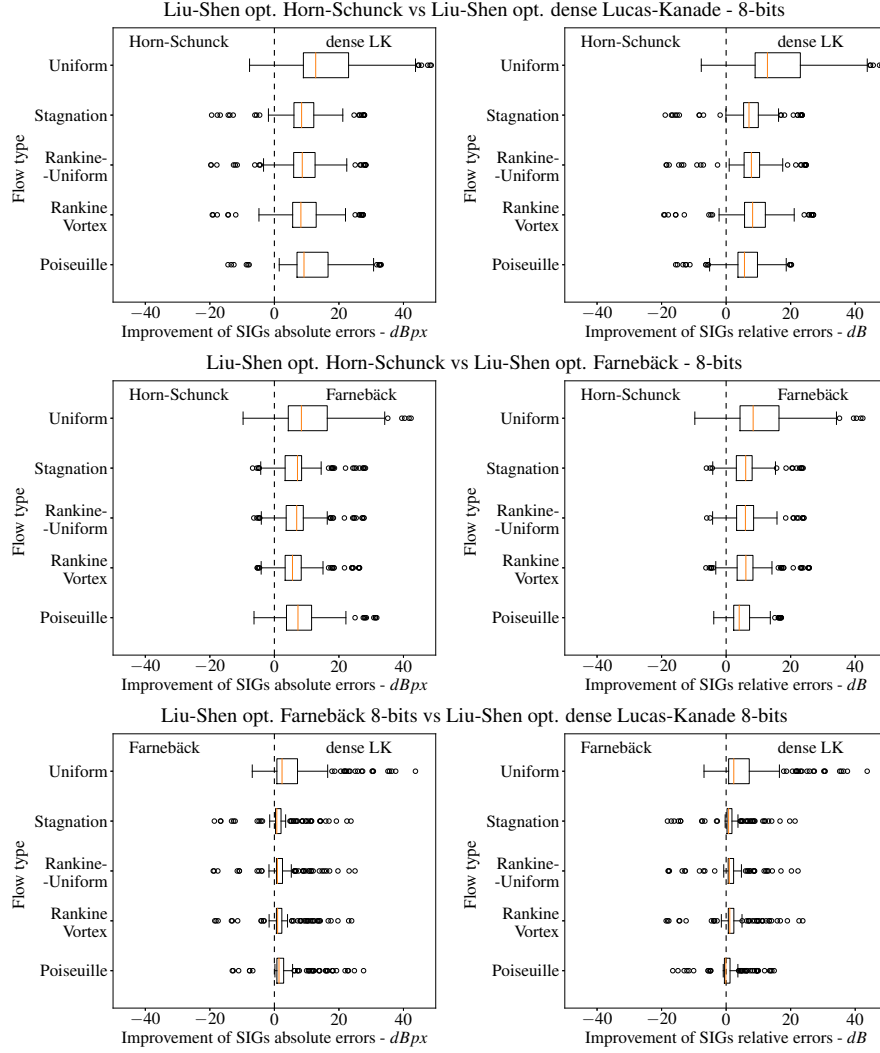 Liu-Shen opt. Horn-Schunck vs Liu-Shen opt. dense Lucas-Kanade - 8-bits
Horn-Schunck dense LK
Flow type
Uniform
Stagnation
Rankine-
-Uniform
Rankine
Vortex
Poiseuille
−40 −20 0 20 40
Improvement of SIGs absolute errors - dBpx
Horn-Schunck dense LK
Flow type
Uniform
Stagnation
Rankine-
-Uniform
Rankine
Vortex
Poiseuille
−40 −20 0 20 40
Improvement of SIGs relative errors - dB
Liu-Shen opt. Horn-Schunck vs Liu-Shen opt. Farnebäck - 8-bits
Horn-Schunck Farnebäck
Flow type
Uniform
Stagnation
Rankine-
-Uniform
Rankine
Vortex
Poiseuille
−40 −20 0 20 40
Improvement of SIGs absolute errors - dBpx
Horn-Schunck Farnebäck
Flow type
Uniform
Stagnation
Rankine-
-Uniform
Rankine
Vortex
Poiseuille
−40 −20 0 20 40
Improvement of SIGs relative errors - dB
Liu-Shen opt. Farnebäck 8-bits vs Liu-Shen opt. dense Lucas-Kanade 8-bits
Farnebäck dense LK
Flow type
Uniform
Stagnation
Rankine-
-Uniform
Rankine
Vortex
Poiseuille
−40 −20 0 20 40
Improvement of SIGs absolute errors - dBpx
Farnebäck dense LK
Flow type
Uniform
Stagnation
Rankine-
-Uniform
Rankine
Vortex
Poiseuille
−40 −20 0 20 40
Improvement of SIGs relative errors - dB